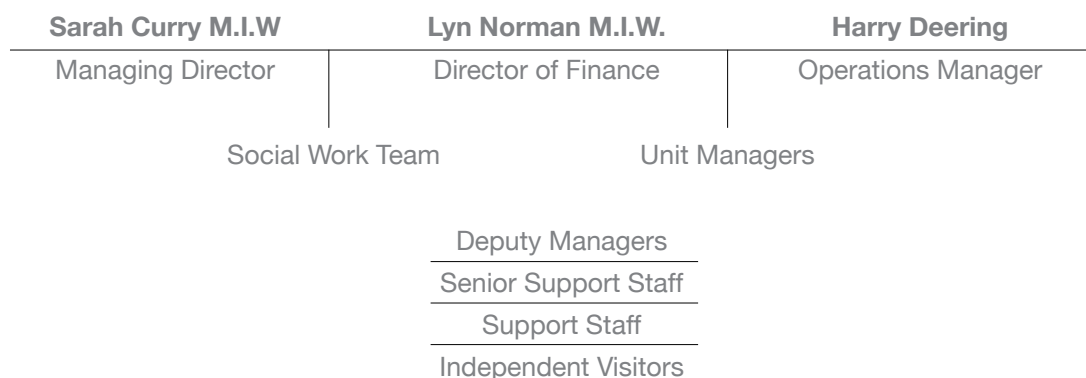 Sarah Curry M.I.W Lyn Norman M.I.W. Harry Deering
Managing Director Director of Finance Operations Manager
Social Work Team Unit Managers
Deputy Managers
Senior Support Staff
Support Staff
Independent Visitors